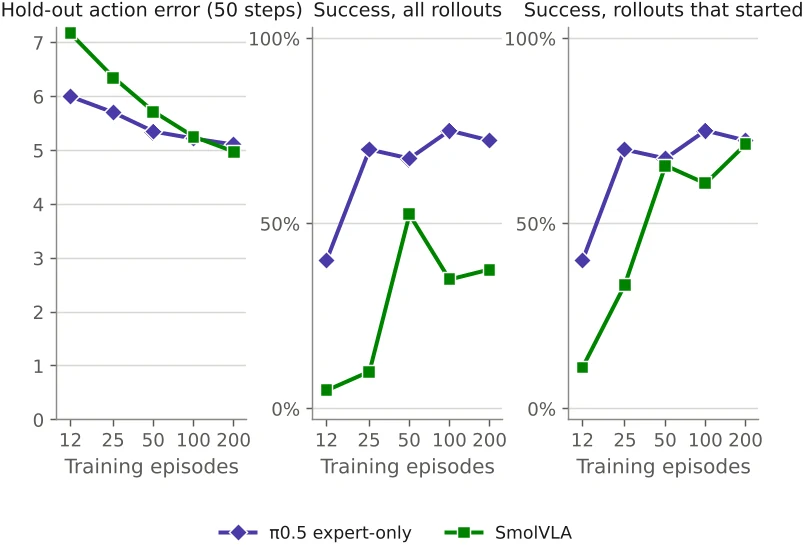 Hold-out action error (50 steps)
Success, all rollouts
Success, rollouts that started
7
6
5
4
3
2
1
0
12 25 50 100 200
Training episodes
100%
50%
0%
12 25 50 100 200
Training episodes
100%
50%
0%
12 25 50 100 200
Training episodes
π0.5 expert-only
SmolVLA